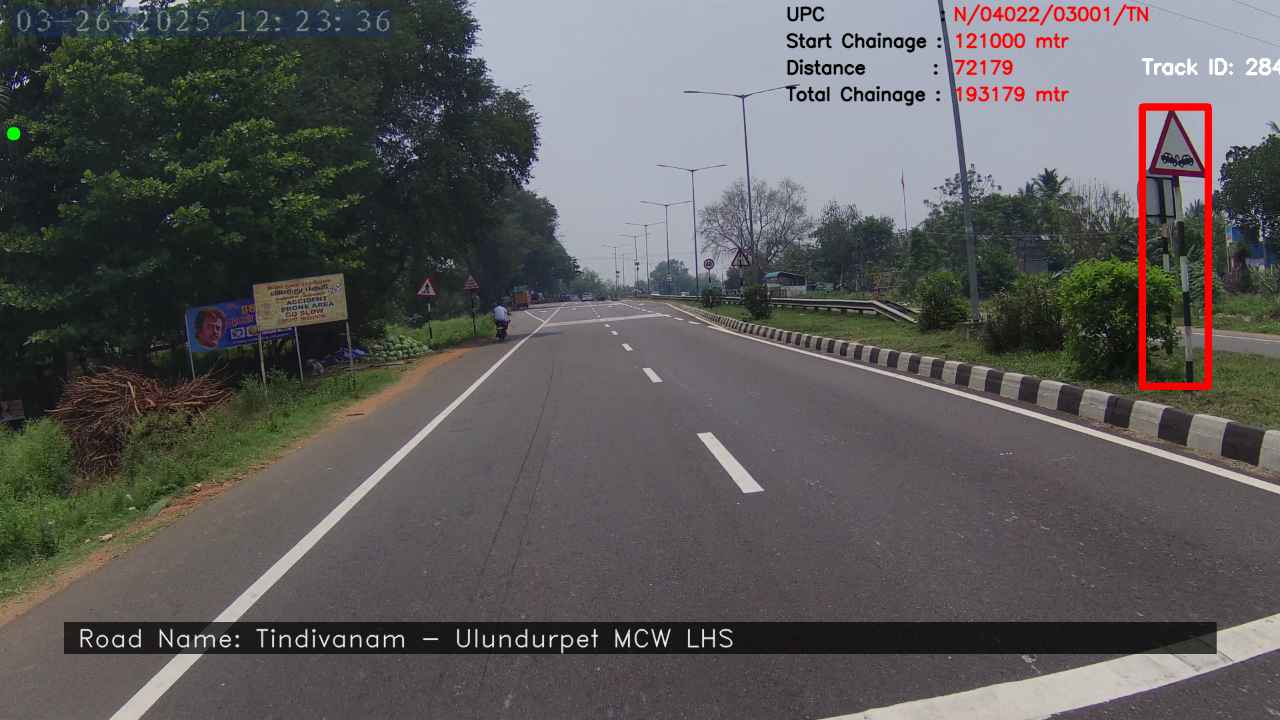 03-26-2025 12:23:36
UPC : N/04022/03001/TN
Start Chainage : 121000 mtr
Distance : 72179
Total Chainage : 193179 mtr
Track ID: 284
ACCIDENT
PRONE AREA
GO SLOW
Road Name: Tindivanam - Ulundurpet MCW LHS